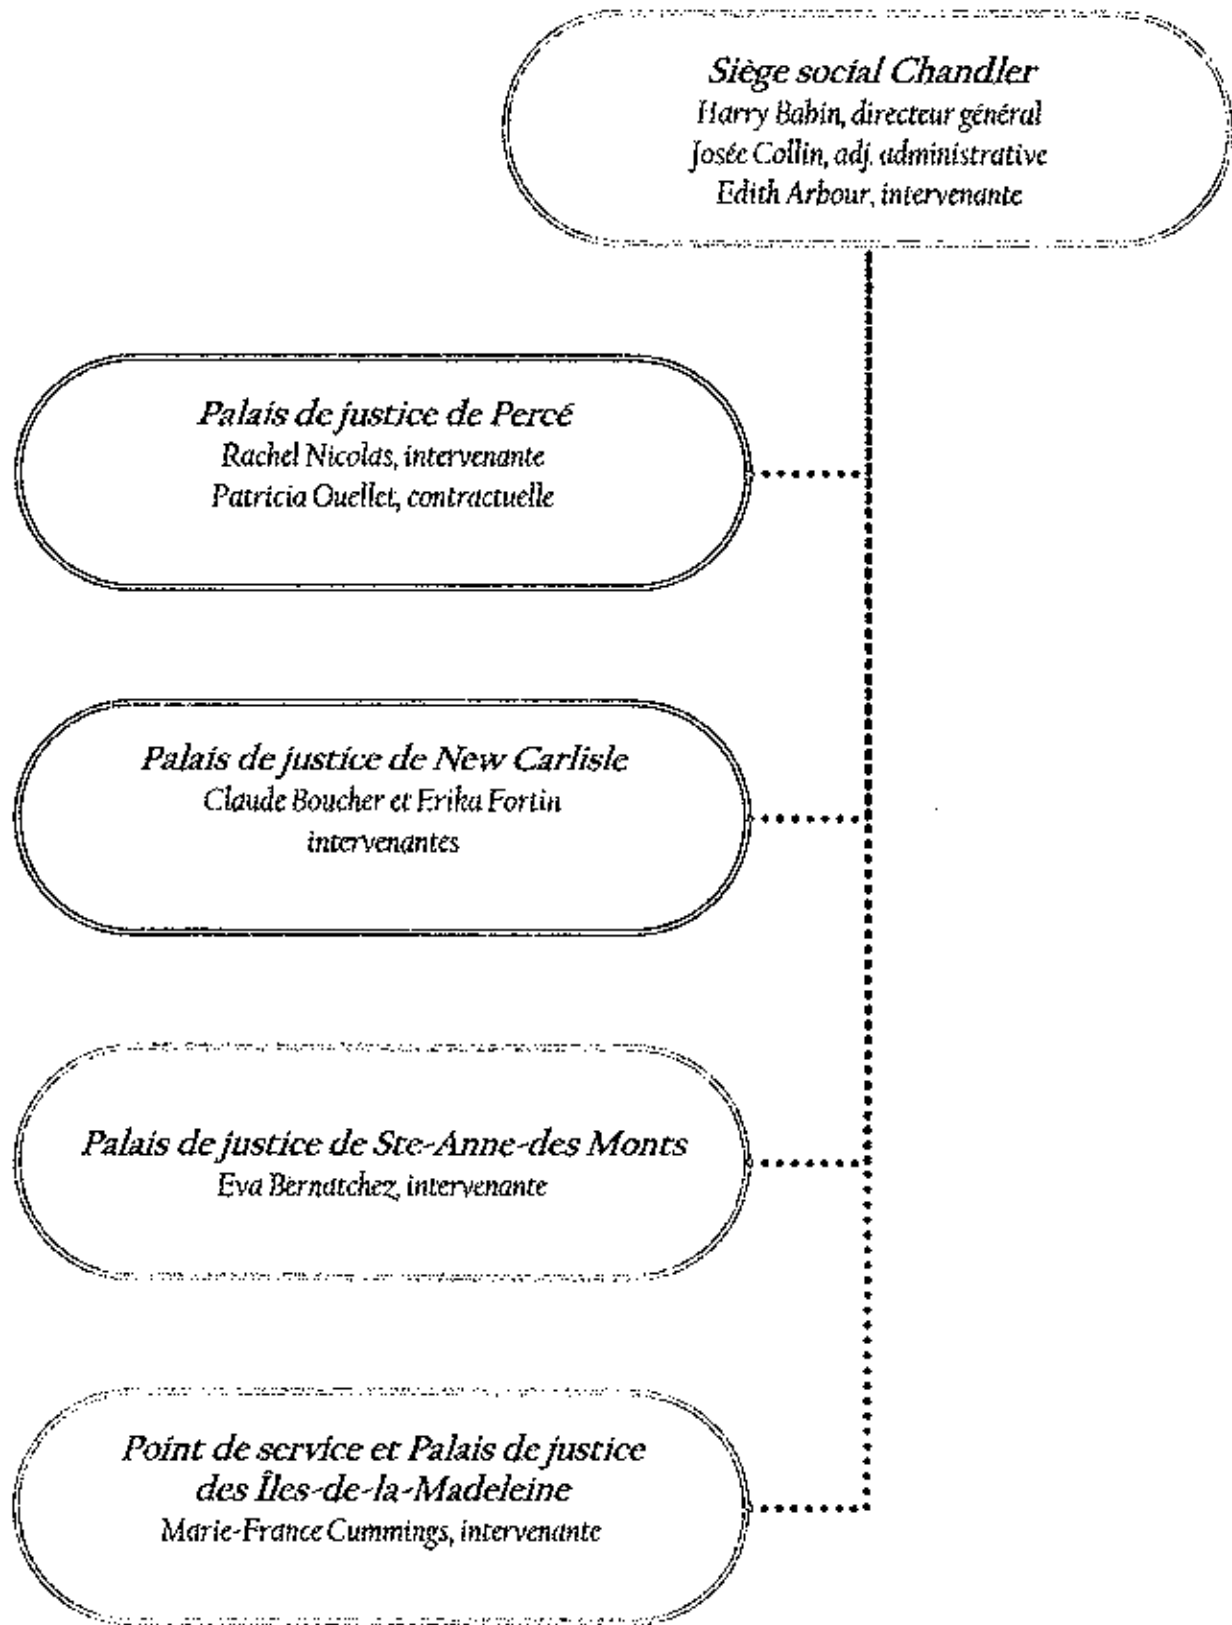 Siège social Chandler
Harry Babin, directeur général
Josée Collin, adj. administrative
Edith Arbour, intervenante
Palais de justice de Percé
Rachel Nicolas, intervenante
Patricia Ouellet, contractuelle
Palais de justice de New Carlisle
Claude Boucher et Erika Fortin
intervenantes
Palais de justice de Ste-Anne-des Monts
Eva Bernatchez, intervenante
Point de service et Palais de justice
des Îles-de-la-Madeleine
Marie-France Cummings, intervenante